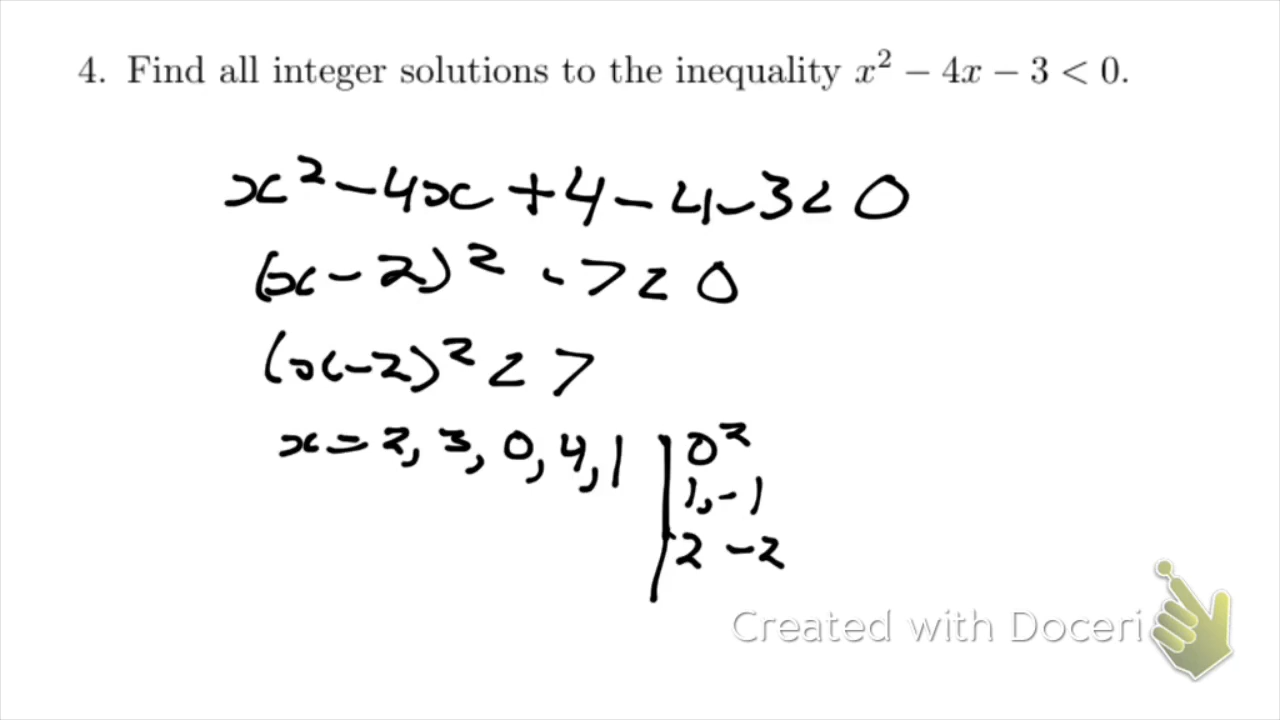 4. Find all integer solutions to the inequality x² − 4x − 3 < 0.
x² − 4x + 4 − 4 − 3 < 0
(x − 2)² - 7 < 0
(x − 2)² < 7
x = 2, 3, 0, 4, 1 | 0²
1, -1
2 -2
Created with Doceri